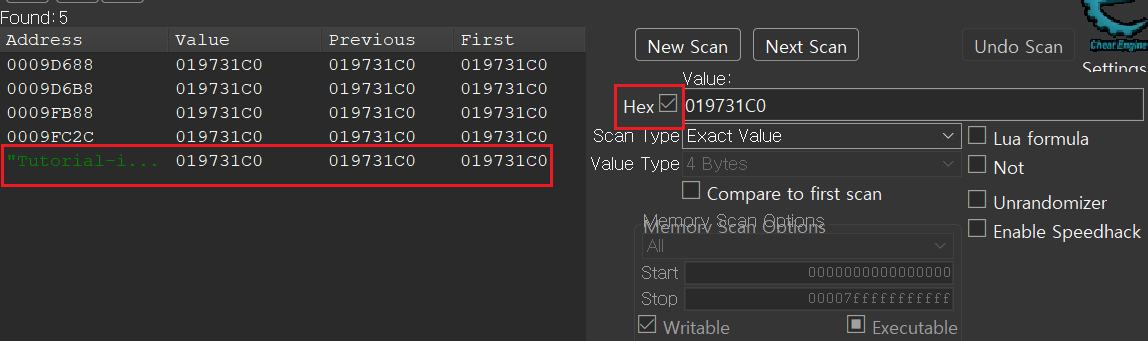 Found:5
Address Value Previous First
0009D688 019731C0 019731C0 019731C0
0009D6B8 019731C0 019731C0 019731C0
0009FB88 019731C0 019731C0 019731C0
0009FC2C 019731C0 019731C0 019731C0
"Tutorial-i... 019731C0 019731C0 019731C0
New Scan Next Scan Undo Scan
Cheat Engine
Settings
Value:
Hex 019731C0
Scan Type Exact Value
Lua formula
Value Type 4 Bytes
Not
Compare to first scan
Unrandomizer
Memory Scan Options
Memory Scan Options
Enable Speedhack
All
Start 0000000000000000
Stop 00007fffffffffff
Writable Executable